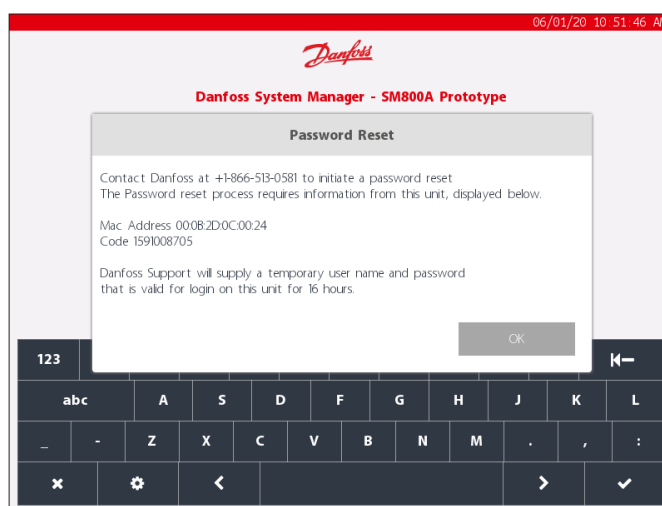 06/01/20 10:51:46 AM
Danfoss
Danfoss System Manager - SM800A Prototype
Password Reset
Contact Danfoss at +1-866-513-0581 to initiate a password reset
The Password reset process requires information from this unit, displayed below.
Mac Address 00:0B:2D:0C:00:24
Code 1591008705
Danfoss Support will supply a temporary user name and password
that is valid for login on this unit for 16 hours.
OK
123
abc A S D F G H J K L
_ - Z X C V B N M . , :